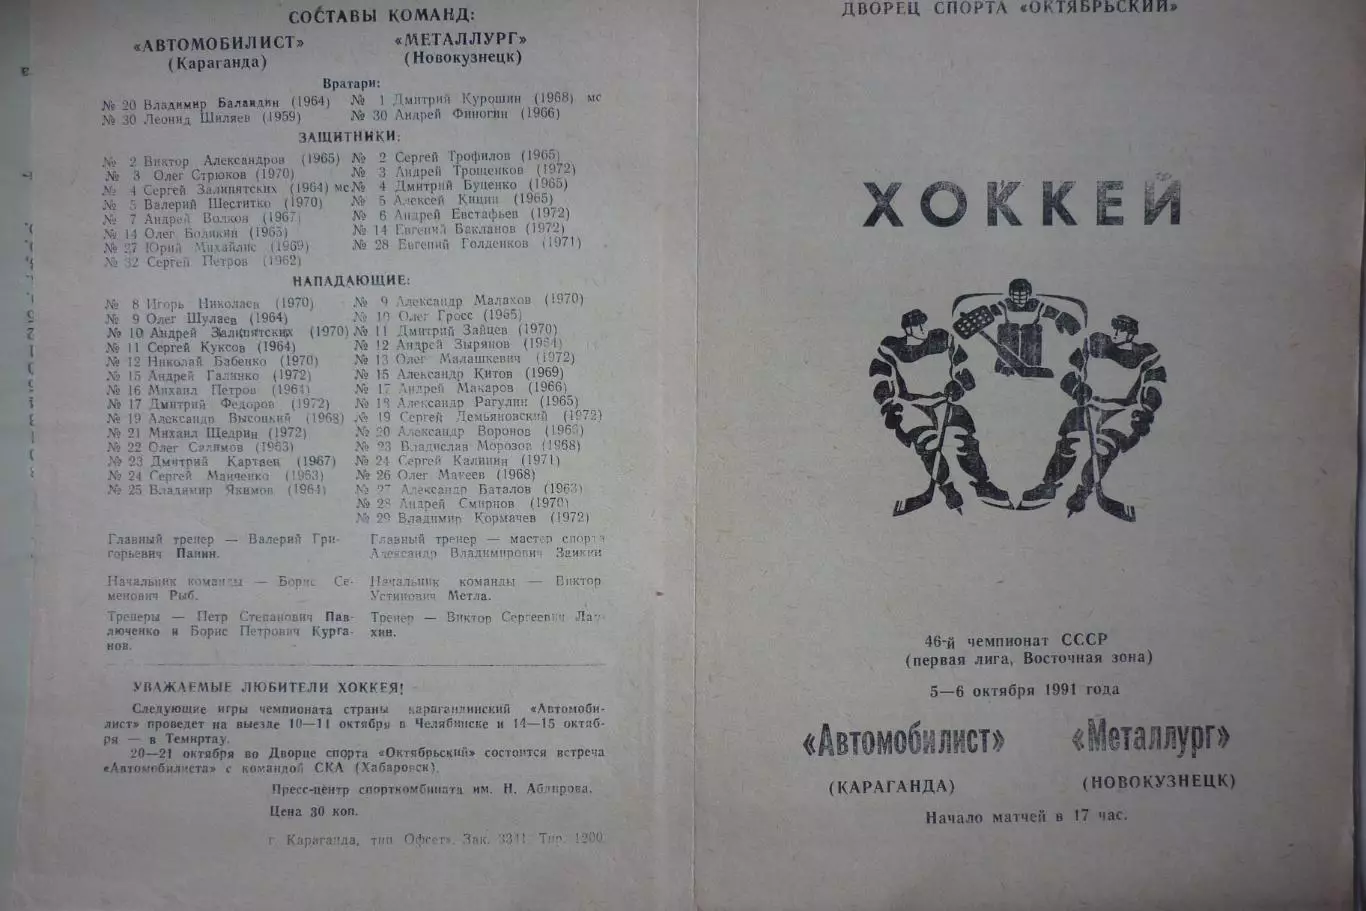 СОСТАВЫ КОМАНД:
«АВТОМОБИЛИСТ» «МЕТАЛЛУРГ»
(Караганда) (Новокузнецк)
Вратари:
№ 20 Владимир Баландин (1964) № 1 Дмитрий Курошин (1968) мс
№ 30 Леонид Шиляев (1959) № 30 Андрей Финогин (1966)
ЗАЩИТНИКИ:
№ 2 Виктор Александров (1965) № 2 Сергей Трофилов (1965)
№ 3 Олег Стрюков (1970) № 3 Андрей Трощенков (1972)
№ 4 Сергей Залипятских (1964) мс № 4 Дмитрий Буценко (1965)
№ 5 Валерий Шеститко (1970) № 5 Алексей Кицин (1965)
№ 7 Андрей Волков (1967) № 6 Андрей Евстафьев (1972)
№ 14 Олег Болякин (1965) № 14 Евгений Бакланов (1972)
№ 27 Юрий Михайлис (1969) № 28 Евгений Голденков (1971)
№ 32 Сергей Петров (1962)
НАПАДАЮЩИЕ:
№ 8 Игорь Николаев (1970) № 9 Александр Малахов (1970)
№ 9 Олег Шулаев (1964) № 10 Олег Гросс (1965)
№ 10 Андрей Залипятских (1970) № 11 Дмитрий Зайцев (1970)
№ 11 Сергей Куксов (1964) № 12 Андрей Зырянов (1964)
№ 12 Николай Бабенко (1970) № 13 Олег Малашкевич (1972)
№ 15 Андрей Галянко (1972) № 15 Александр Китов (1969)
№ 16 Михаил Петров (1964) № 17 Андрей Макаров (1966)
№ 17 Дмитрий Федоров (1972) № 18 Александр Рагулин (1965)
№ 19 Александр Высоцкий (1968) № 19 Сергей Демьяновский (1972)
№ 21 Михаил Щедрин (1972) № 20 Александр Воронов
№ 22 Олег Салимов (1963) № 23 Владислав Морозов (1968)
№ 23 Дмитрий Картаев (1967) № 24 Сергей Калинин (1971)
№ 24 Сергей Манченко (1963) № 26 Олег Макеев (1968)
№ 25 Владимир Якимов (1964) № 27 Александр Баталов (1963)
№ 28 Андрей Смирнов (1970)
№ 29 Владимир Кормачев (1972)
Главный тренер — Валерий Гри-
горьевич Папин.
Главный тренер — мастер спорта
Александр Владимирович Заикин
Начальник команды — Борис Се-
менович Рыб.
Начальник команды — Виктор
Устинович Метла.
Тренеры — Петр Степанович Пав-
люченко и Борис Петрович Курга-
нов.
Тренер — Виктор Сергеевич Лау-
хин.
УВАЖАЕМЫЕ ЛЮБИТЕЛИ ХОККЕЯ!
Следующие игры чемпионата страны карагандинский «Автомоби-
лист» проведет на выезде 10—11 октября в Челябинске и 14—15 октяб-
ря — в Темиртау.
20—21 октября во Дворце спорта «Октябрьский» состоится встреча
«Автомобилиста» с командой СКА (Хабаровск).
Пресс-центр спорткомбината им. Н. Абдирова.
Цена 30 коп.
г. Караганда, тип Офсет». Зак. 3341. Тир. 1200.
ДВОРЕЦ СПОРТА «ОКТЯБРЬСКИЙ»
ХОККЕЙ
46-й чемпионат СССР
(первая лига, Восточная зона)
5—6 октября 1991 года
«Автомобилист» «Металлург»
(КАРАГАНДА) (НОВОКУЗНЕЦК)
Начало матчей в 17 час.